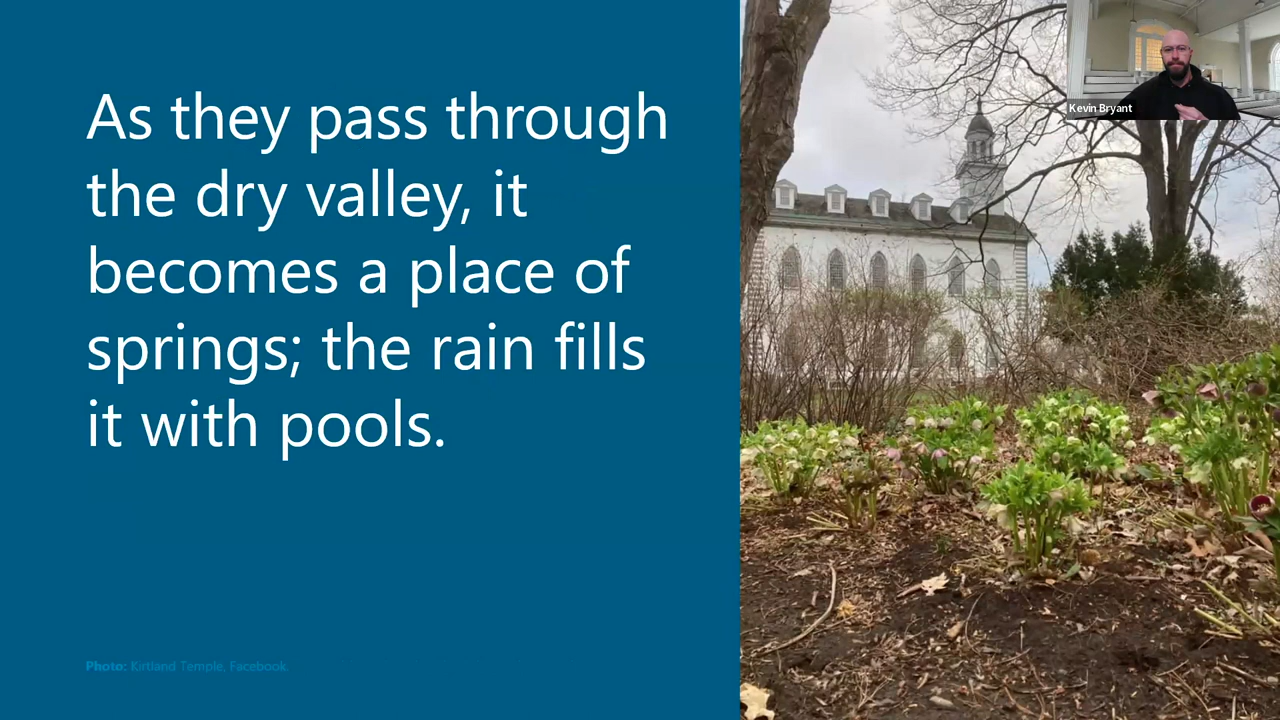 As they pass through
the dry valley, it
becomes a place of
springs; the rain fills
it with pools.
Photo: Kirtland Temple, Facebook
Kevin Bryant